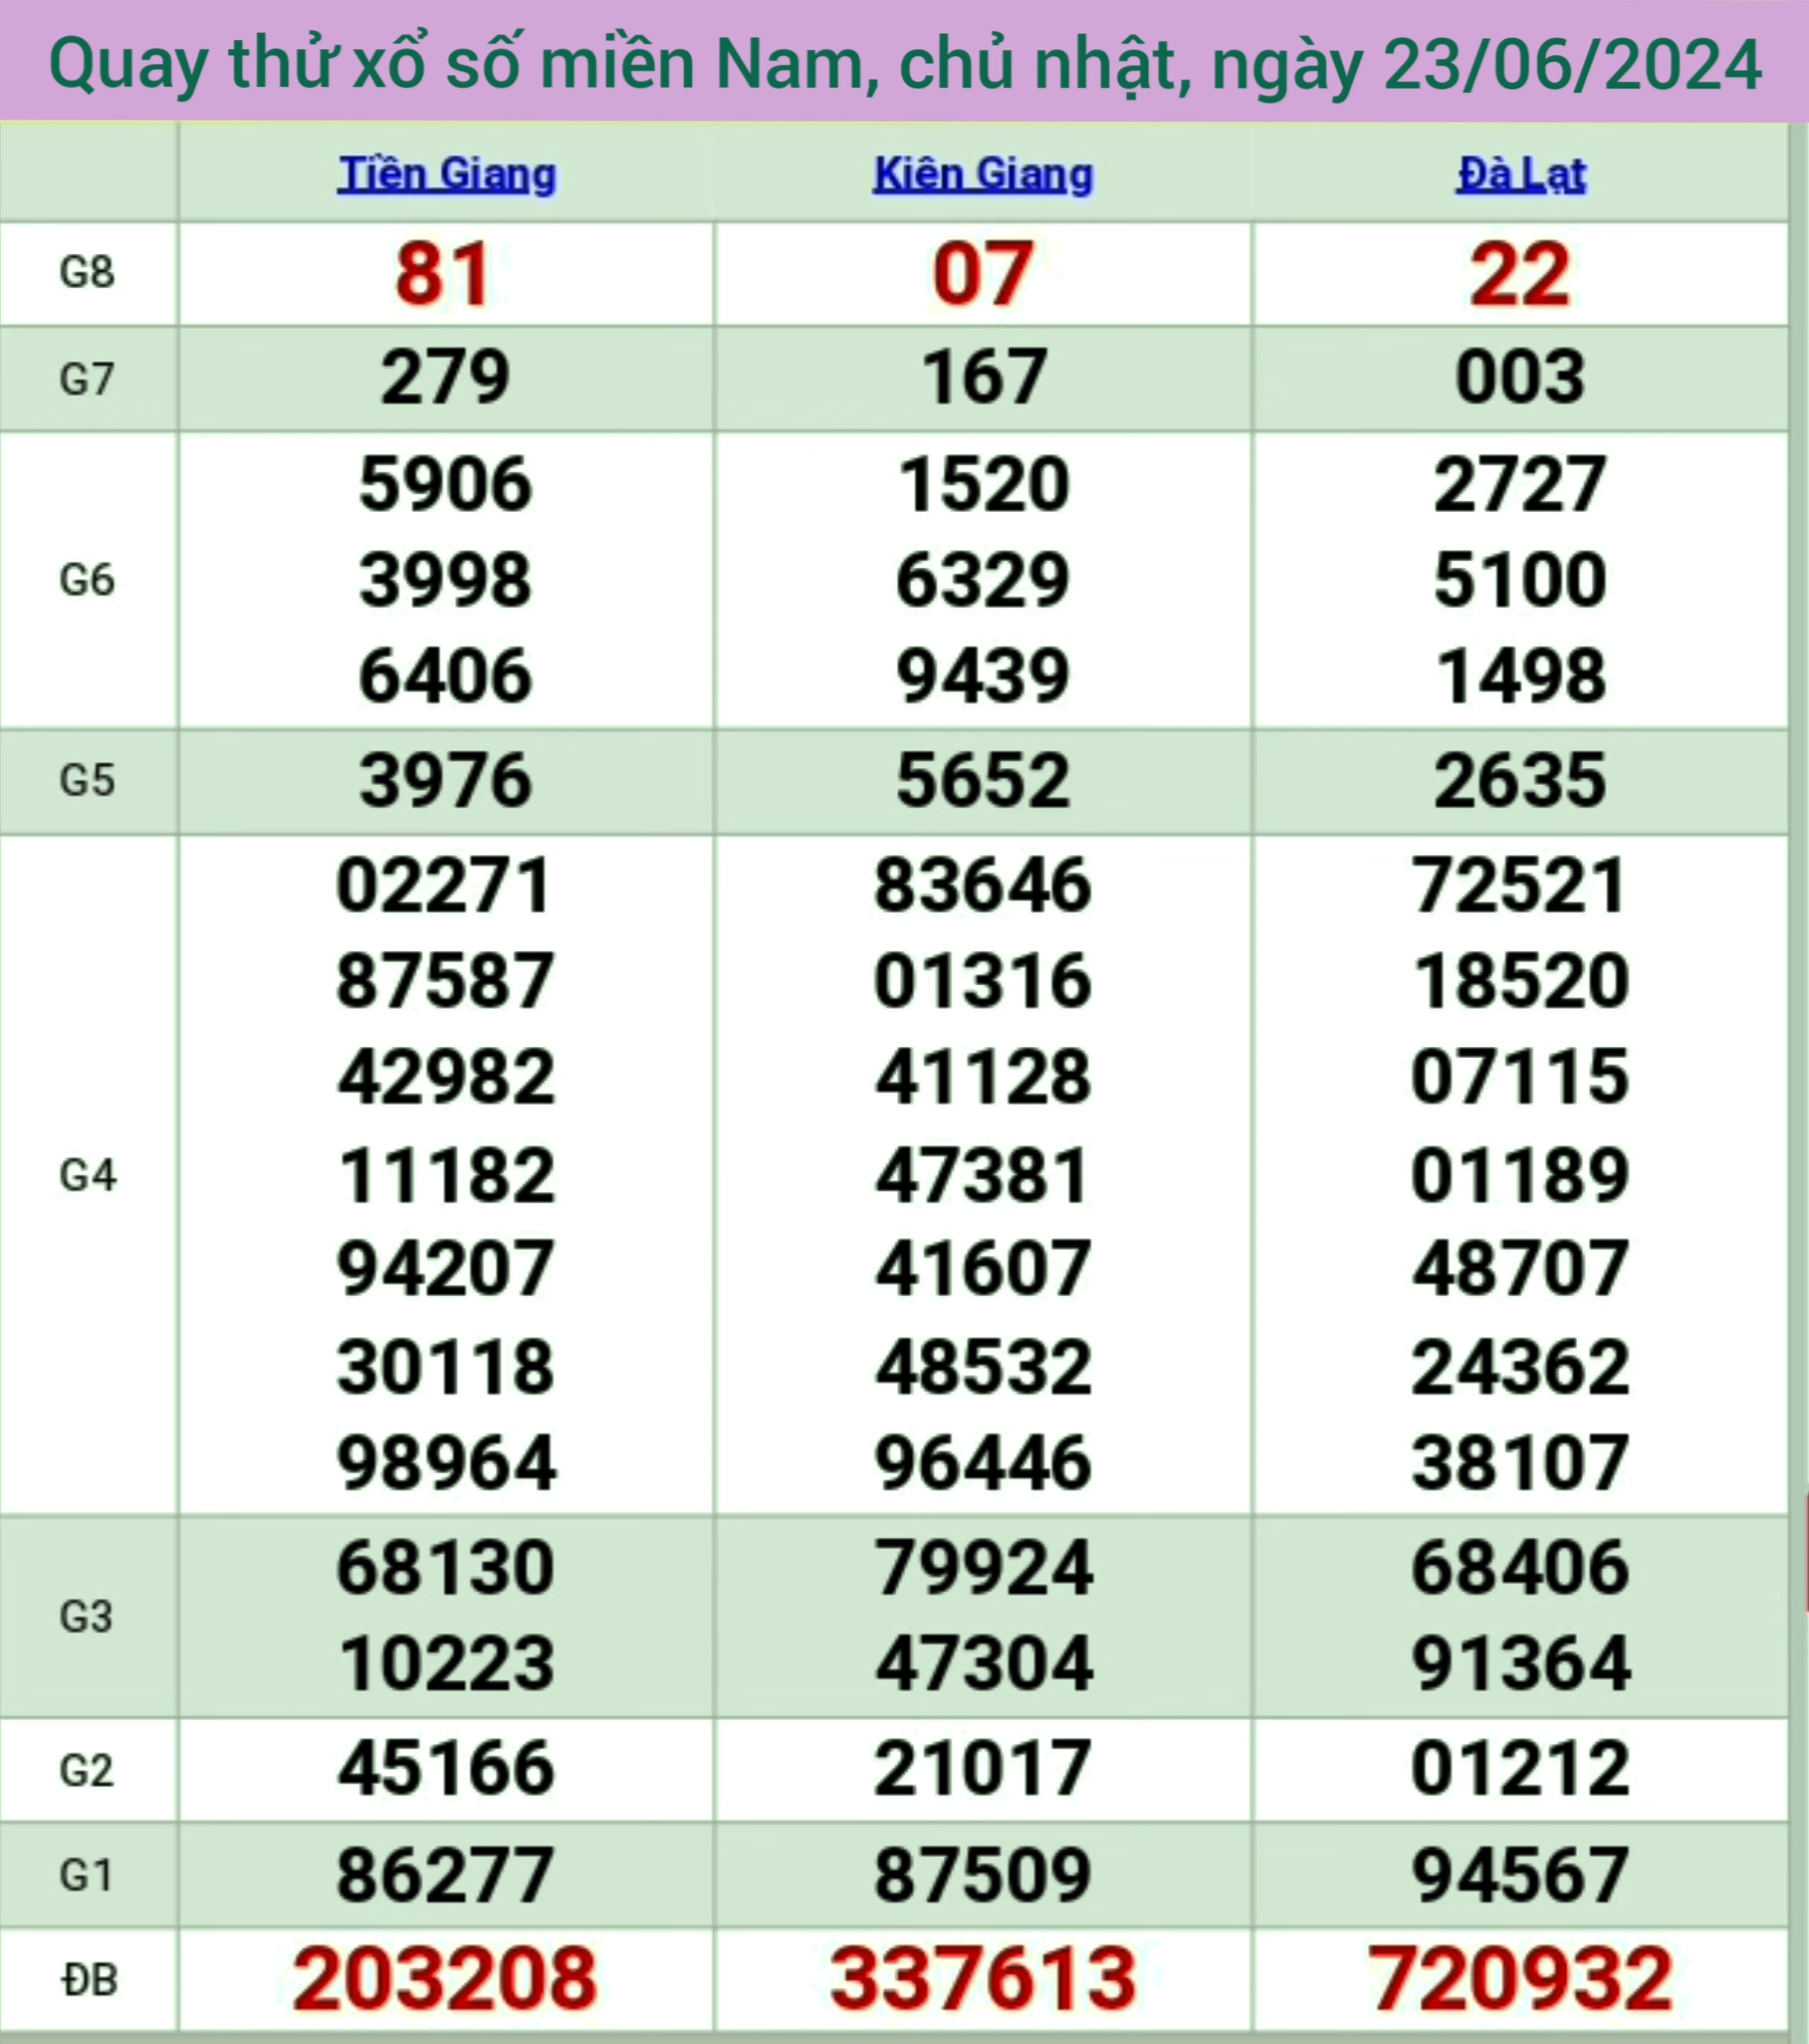 Quay thử xổ số miền Nam, chủ nhật, ngày 23/06/2024
Tiền Giang Kiên Giang Đà Lạt
G8 81 07 22
G7 279 167 003
5906 1520 2727
G6 3998 6329 5100
6406 9439 1498
G5 3976 5652 2635
02271 83646 72521
87587 01316 18520
42982 41128 07115
G4 11182 47381 01189
94207 41607 48707
30118 48532 24362
98964 96446 38107
G3
68130 79924 68406
10223 47304 91364
G2 45166 21017 01212
G1 86277 87509 94567
ĐB 203208 337613 720932